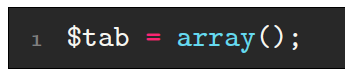 1 $tab = array();